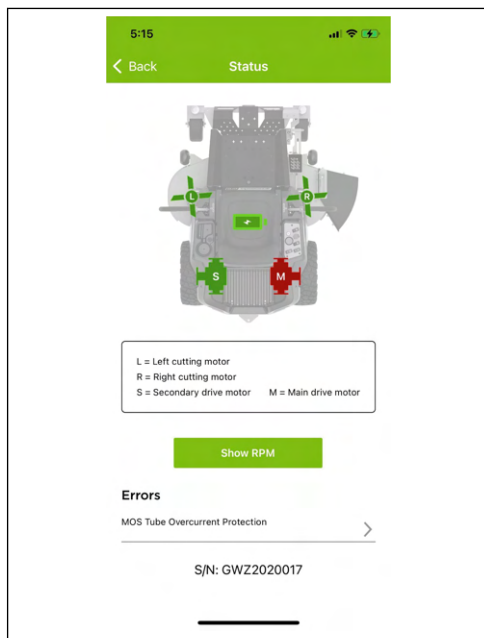 5:15
Back Status
L R
S M
L = Left cutting motor
R = Right cutting motor
S = Secondary drive motor M = Main drive motor
Show RPM
Errors
MOS Tube Overcurrent Protection
S/N: GWZ2020017